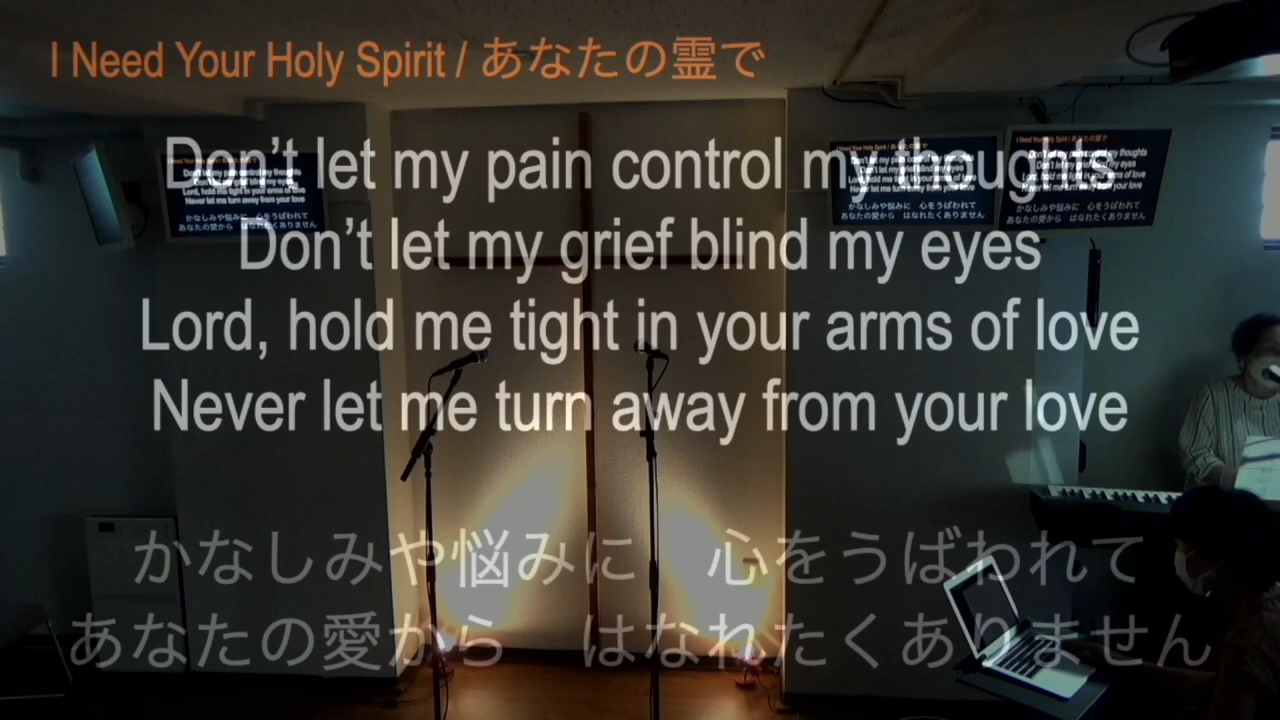 I Need Your Holy Spirit / あなたの霊で
Don't let my pain control my thoughts
Don't let my grief blind my eyes
Lord, hold me tight in your arms of love
Never let me turn away from your love
かなしみや悩みに　心をうばわれて
あなたの愛から　はなれたくありません